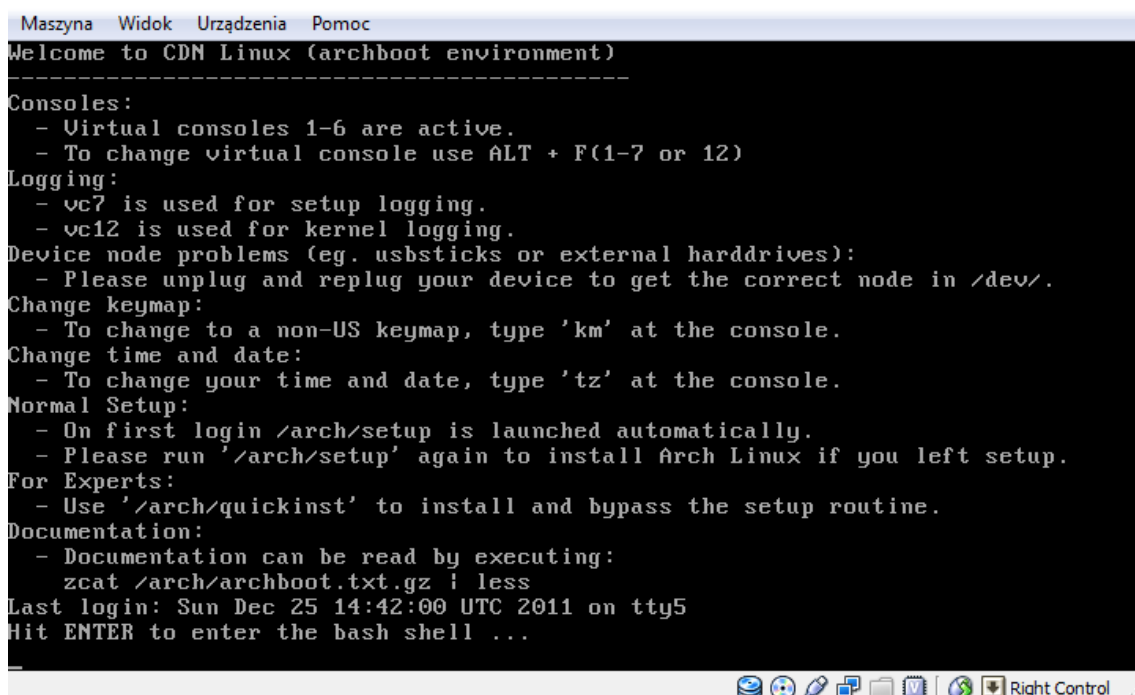 Maszyna Widok Urządzenia Pomoc
Welcome to CDN Linux (archboot environment)
---------------------------------------------
Consoles:
  - Virtual consoles 1-6 are active.
  - To change virtual console use ALT + F(1-7 or 12)
Logging:
  - vc7 is used for setup logging.
  - vc12 is used for kernel logging.
Device node problems (eg. usbsticks or external harddrives):
  - Please unplug and replug your device to get the correct node in /dev/.
Change keymap:
  - To change to a non-US keymap, type 'km' at the console.
Change time and date:
  - To change your time and date, type 'tz' at the console.
Normal Setup:
  - On first login /arch/setup is launched automatically.
  - Please run '/arch/setup' again to install Arch Linux if you left setup.
For Experts:
  - Use '/arch/quickinst' to install and bypass the setup routine.
Documentation:
  - Documentation can be read by executing:
    zcat /arch/archboot.txt.gz | less
Last login: Sun Dec 25 14:42:00 UTC 2011 on tty5
Hit ENTER to enter the bash shell ...
_
Right Control